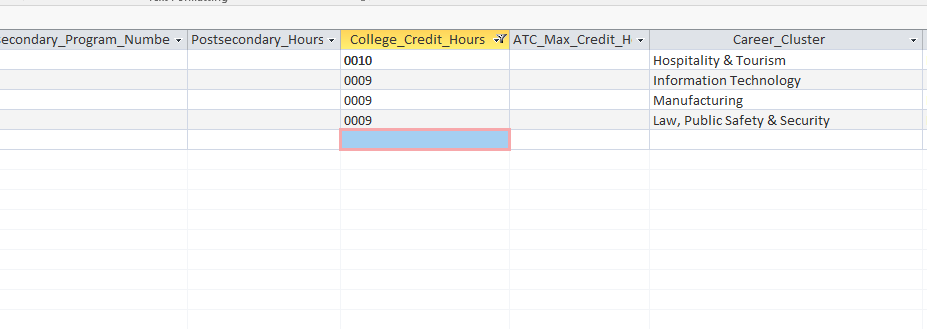 econdary_Program_Numbe Postsecondary_Hours College_Credit_Hours ATC_Max_Credit_H Career_Cluster
0010 Hospitality & Tourism
0009 Information Technology
0009 Manufacturing
0009 Law, Public Safety & Security